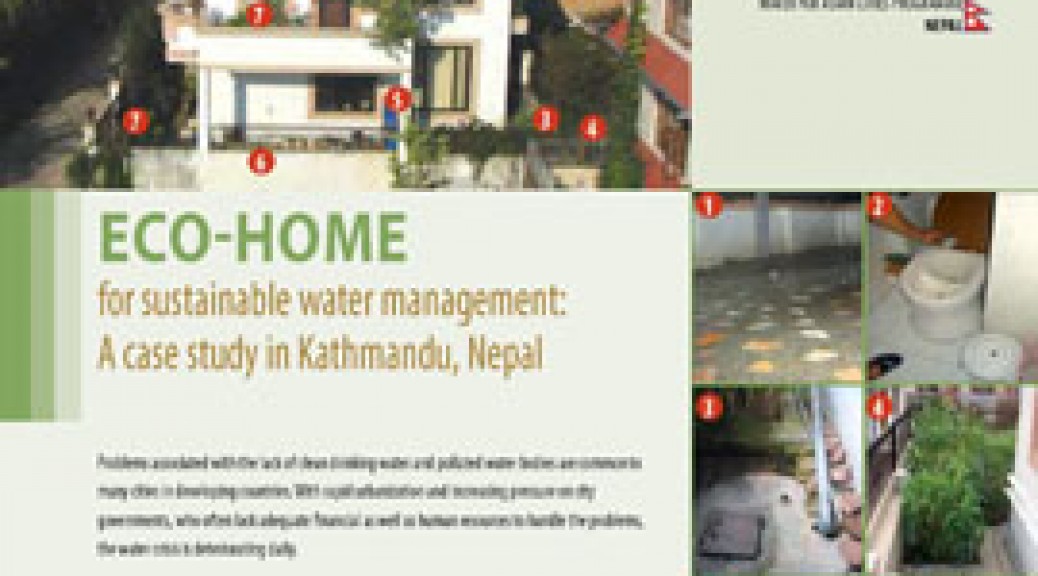 WATER FOR ASIAN CITIES PROGRAMME
NEPAL
7
5
7
3
4
6
1
2
ECO-HOME
for sustainable water management:
A case study in Kathmandu, Nepal
3
4
Problems associated with the lack of clean drinking water and polluted water bodies are common to
many cities in developing countries. With rapid urbanization and increasing pressure on city
governments, who often lack adequate financial as well as human resources to handle the problems,
the water crisis is deteriorating daily.